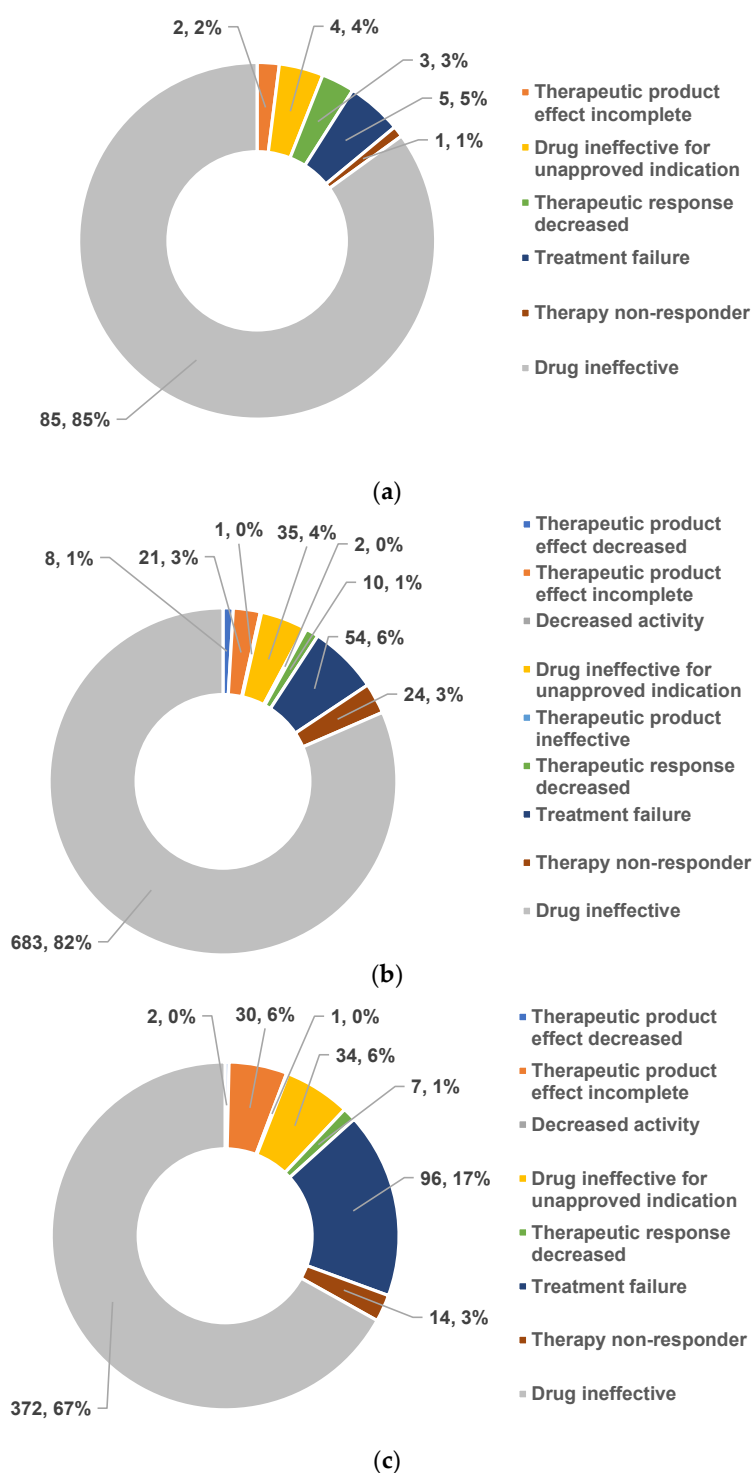 2, 2%
4, 4%
3, 3%
5, 5%
1, 1%
85, 85%
Therapeutic product
effect incomplete
Drug ineffective for
unapproved indication
Therapeutic response
decreased
Treatment failure
Therapy non-responder
Drug ineffective
(a)
8, 1%
21, 3%
1, 0%
35, 4%
2, 0%
10, 1%
54, 6%
24, 3%
683, 82%
Therapeutic product
effect decreased
Therapeutic product
effect incomplete
Decreased activity
Drug ineffective for
unapproved indication
Therapeutic product
ineffective
Therapeutic response
decreased
Treatment failure
Therapy non-responder
Drug ineffective
(b)
2, 0%
30, 6%
1, 0%
34, 6%
7, 1%
96, 17%
14, 3%
372, 67%
Therapeutic product
effect decreased
Therapeutic product
effect incomplete
Decreased activity
Drug ineffective for
unapproved indication
Therapeutic response
decreased
Treatment failure
Therapy non-responder
Drug ineffective
(c)